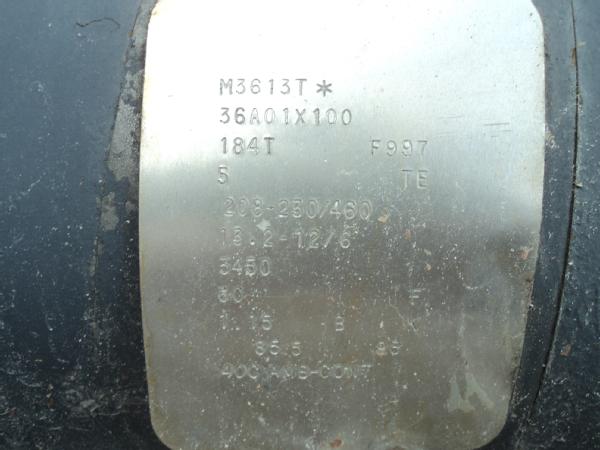 M3613T*
36A01X100
184T F997
5 TE
208-230/460
13.2-12/6
3450
60 F
1.15 B K
85.5
40C AMB-CONT